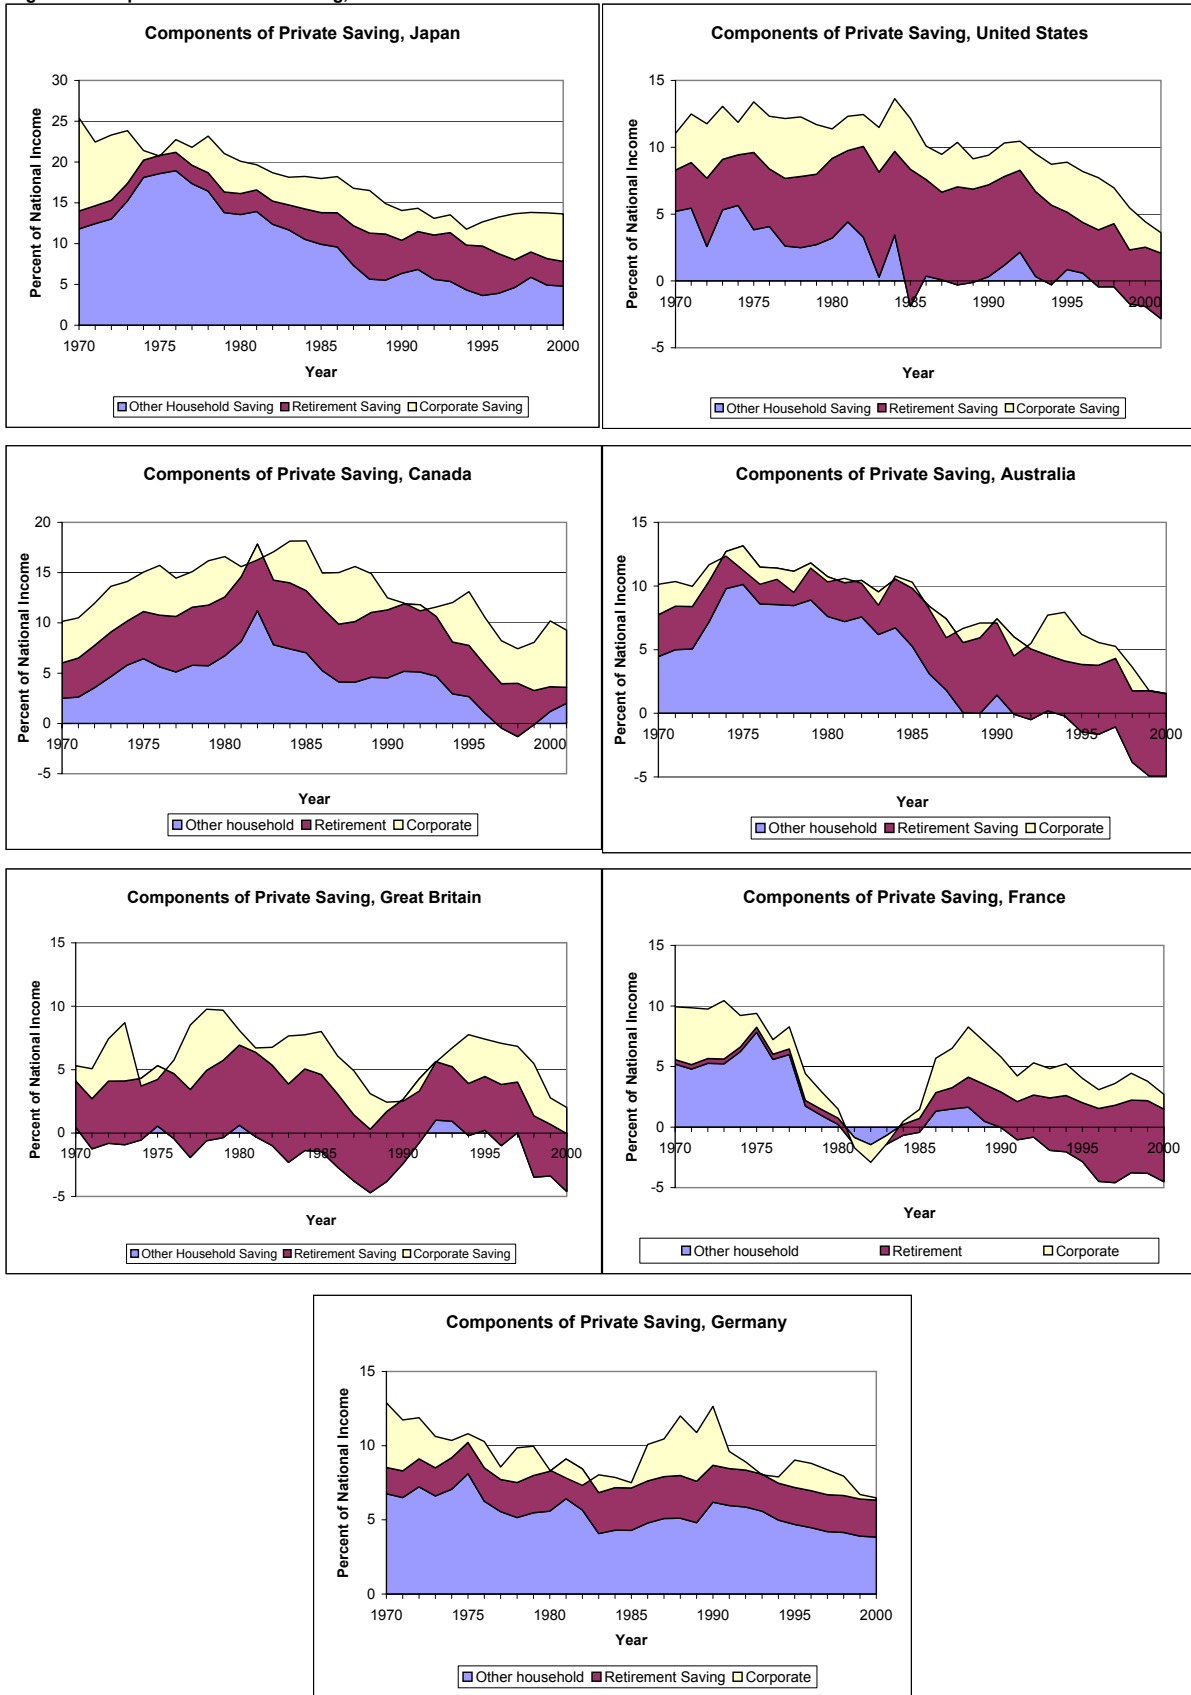 Components of Private Saving, Japan
Percent of National Income
30
25
20
15
10
5
0
1970 1975 1980 1985 1990 1995 2000
Year
Other Household Saving Retirement Saving Corporate Saving
Components of Private Saving, United States
Percent of National Income
15
10
5
0
-5
1970 1975 1980 1985 1990 1995 2000
Year
Other Household Saving Retirement Saving Corporate Saving
Components of Private Saving, Canada
Percent of National Income
20
15
10
5
0
-5
1970 1975 1980 1985 1990 1995 2000
Year
Other household Retirement Corporate
Components of Private Saving, Australia
Percent of National Income
15
10
5
0
-5
1970 1975 1980 1985 1990 1995 2000
Year
Other household Retirement Saving Corporate
Components of Private Saving, Great Britain
Percent of National Income
15
10
5
0
-5
1970 1975 1980 1985 1990 1995 2000
Year
Other Household Saving Retirement Saving Corporate Saving
Components of Private Saving, France
Percent of National Income
15
10
5
0
-5
1970 1975 1980 1985 1990 1995 2000
Year
Other household Retirement Corporate
Components of Private Saving, Germany
Percent of National Income
15
10
5
0
1970 1975 1980 1985 1990 1995 2000
Year
Other household Retirement Saving Corporate